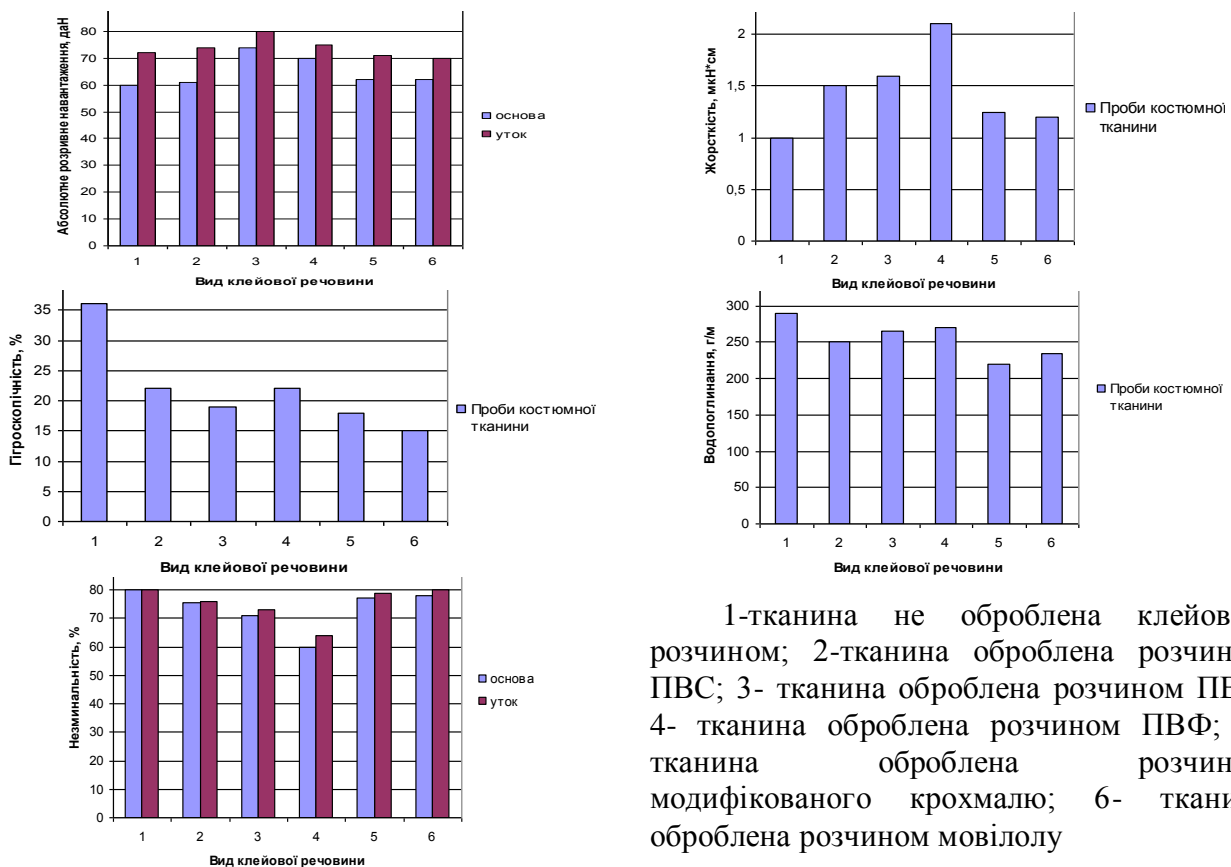 Абсолютне розривне навантаження, даН
80
70
60
50
40
30
20
10
0
1 2 3 4 5 6
Вид клейової речовини
основа
уток
Жорсткість, мкН*см
2
1,5
1
0,5
0
1 2 3 4 5 6
Вид клейової речовини
Проби костюмної
тканини
Гігроскопічність, %
35
30
25
20
15
10
5
0
1 2 3 4 5 6
Вид клейової речовини
Проби костюмної
тканини
Водопоглинання, г/м
300
250
200
150
100
50
0
1 2 3 4 5 6
Вид клейової речовини
Проби костюмної
тканини
Незминальність, %
80
70
60
50
40
30
20
10
0
1 2 3 4 5 6
Вид клейової речовини
основа
уток
1-тканина не оброблена клейов
розчином; 2-тканина оброблена розчин
ПВС; 3- тканина оброблена розчином
4- тканина оброблена розчином ПВФ;
тканина оброблена розчин
модифікованого крохмалю; 6- ткани
оброблена розчином мовілолу